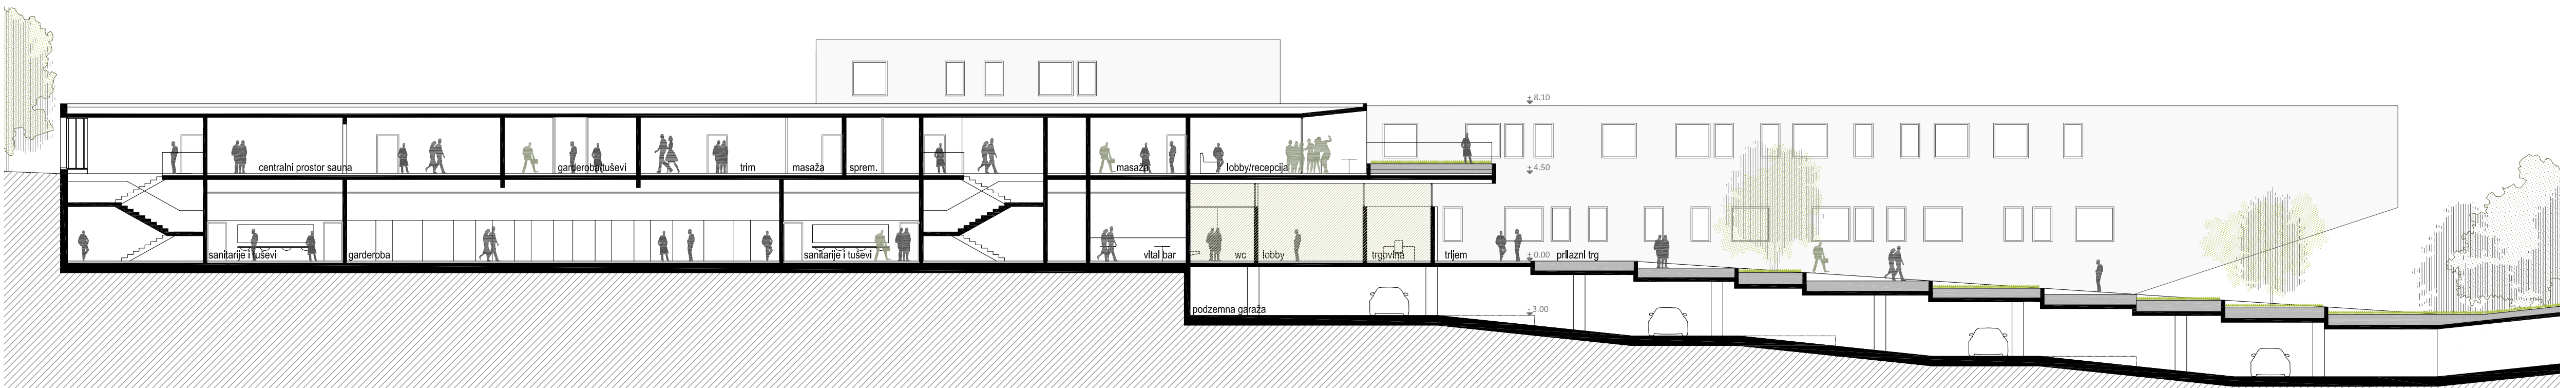 + 8.10
centralni prostor sauna
garderoba/tuševi
trim
masaža
sprem.
masaža
lobby/recepcija
+ 4.50
sanitarije i tuševi
garderoba
sanitarije i tuševi
vital bar
wc
lobby
trgovina
trijem
±0.00
prilazni trg
podzemna garaža
- 3.00